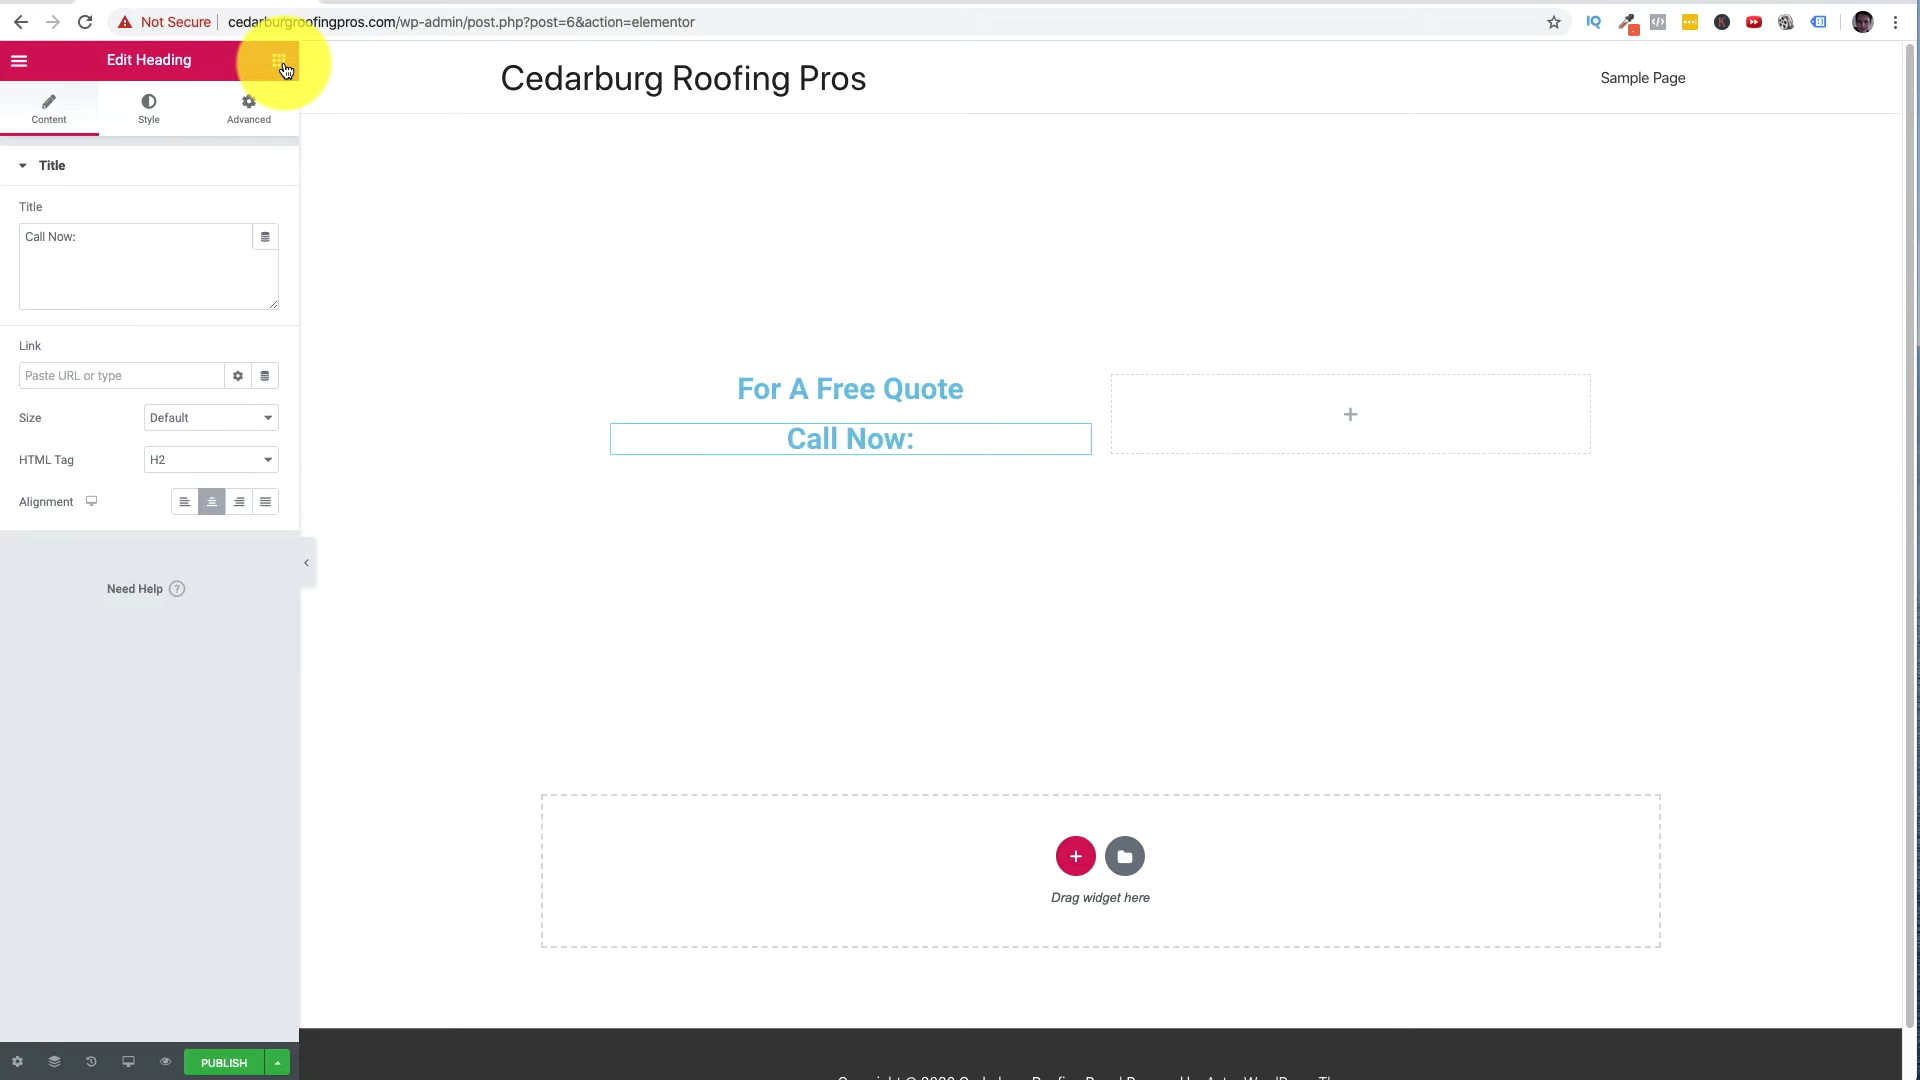 Not Secure
cedarburgroofingpros.com/wp-admin/post.php?post=6&action=elementor
IQ
Edit Heading
Cedarburg Roofing Pros
Sample Page
Content
Style
Advanced
Title
Title
Call Now:
Link
Paste URL or type
Size
Default
HTML Tag
H2
Alignment
For A Free Quote
Call Now:
Need Help ?
Drag widget here
PUBLISH